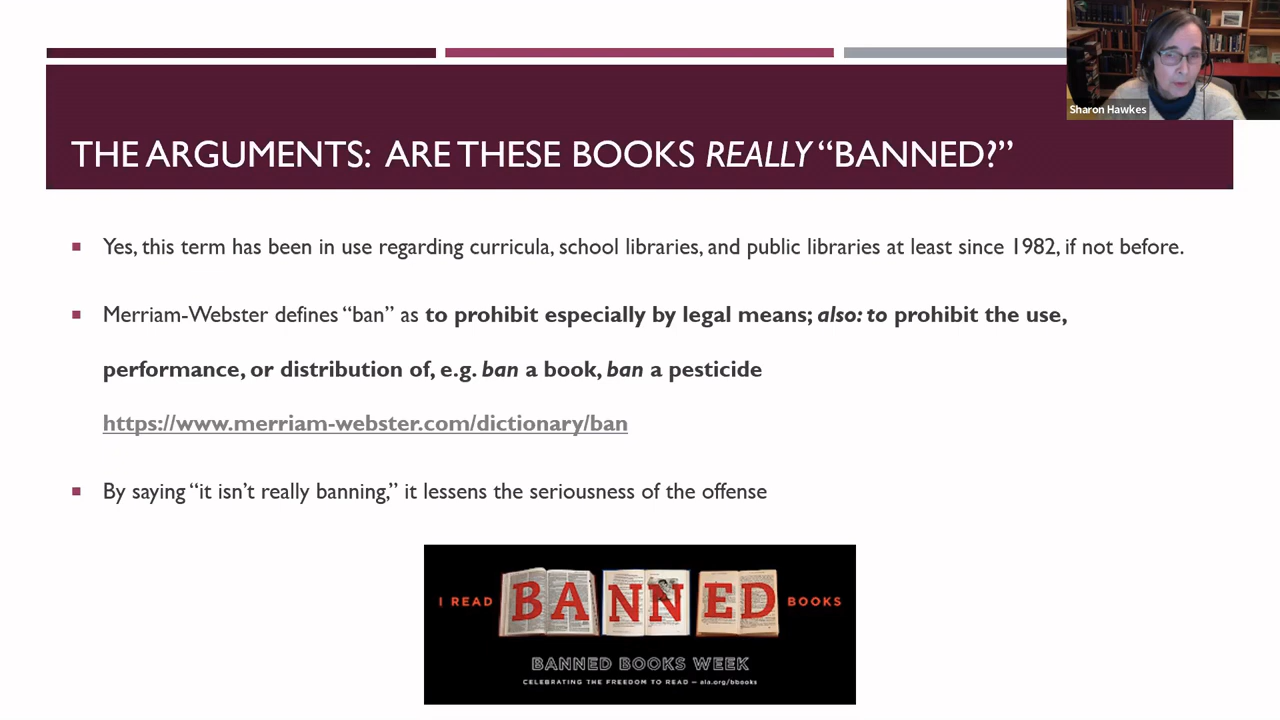 Sharon Hawkes
THE ARGUMENTS: ARE THESE BOOKS REALLY “BANNED?”
Yes, this term has been in use regarding curricula, school libraries, and public libraries at least since 1982, if not before.
Merriam-Webster defines “ban” as to prohibit especially by legal means; also: to prohibit the use,
performance, or distribution of, e.g. ban a book, ban a pesticide
https://www.merriam-webster.com/dictionary/ban
By saying “it isn’t really banning,” it lessens the seriousness of the offense
I READ BANNED BOOKS
BANNED BOOKS WEEK
CELEBRATING THE FREEDOM TO READ — ala.org/bbooks